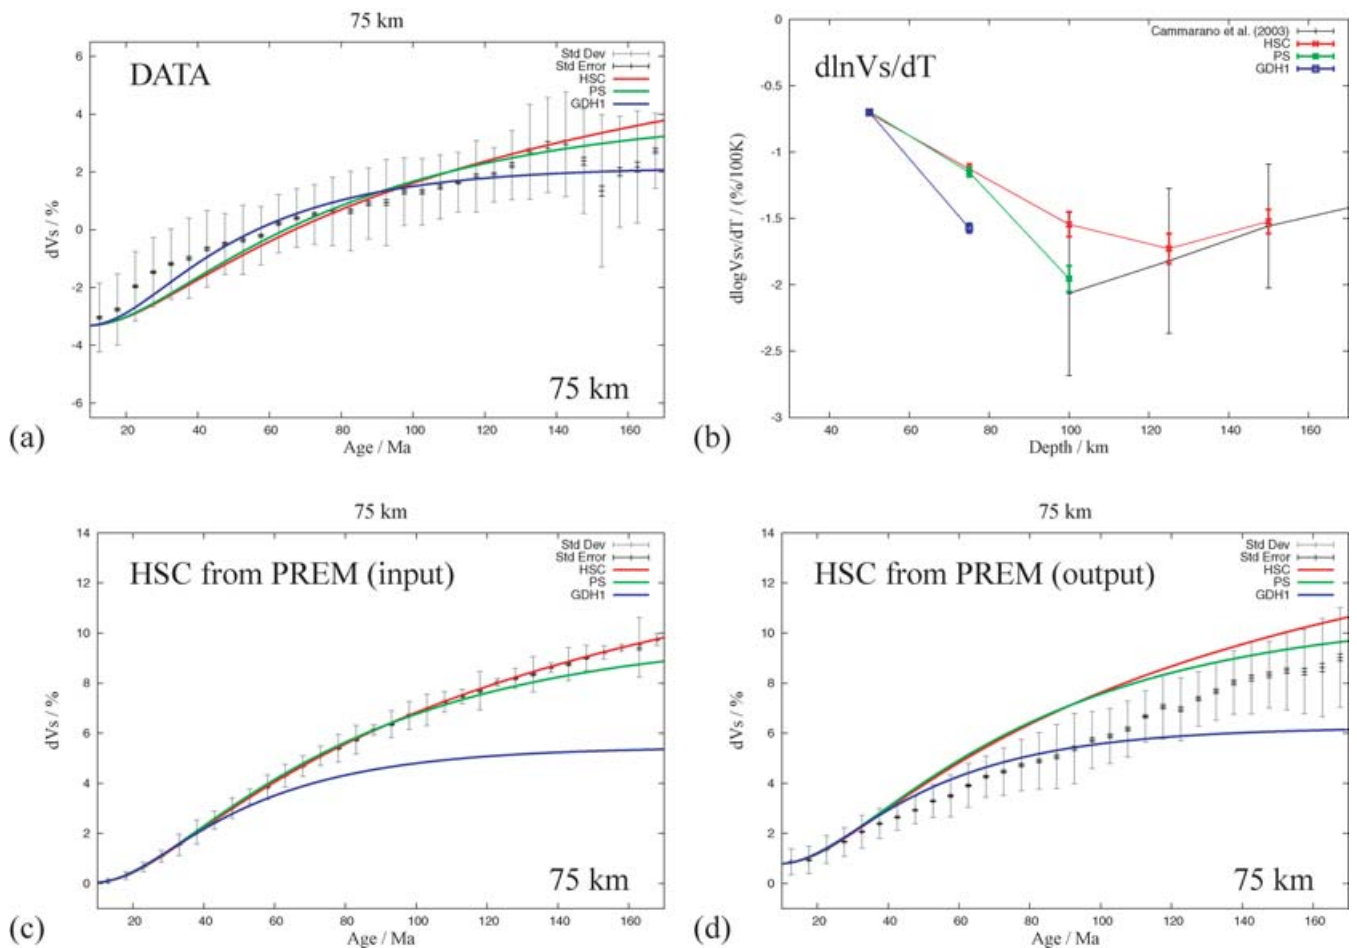 75 km
DATA
Std Dev
Std Error
HSC
PS
GDH1
6
4
2
0
-2
-4
-6
dVs / %
75 km
20 40 60 80 100 120 140 160
Age / Ma
(a)
dlnVs/dT
Cammarano et al. (2003)
HSC
PS
GDH1
0
-0.5
-1
-1.5
-2
-2.5
-3
dlogVsv/dT / (%/100K)
40 60 80 100 120 140 160
Depth / km
(b)
75 km
HSC from PREM (input)
Std Dev
Std Error
HSC
PS
GDH1
14
12
10
8
6
4
2
0
dVs / %
75 km
20 40 60 80 100 120 140 160
Age / Ma
(c)
75 km
HSC from PREM (output)
Std Dev
Std Error
HSC
PS
GDH1
14
12
10
8
6
4
2
0
dVs / %
75 km
20 40 60 80 100 120 140 160
Age / Ma
(d)